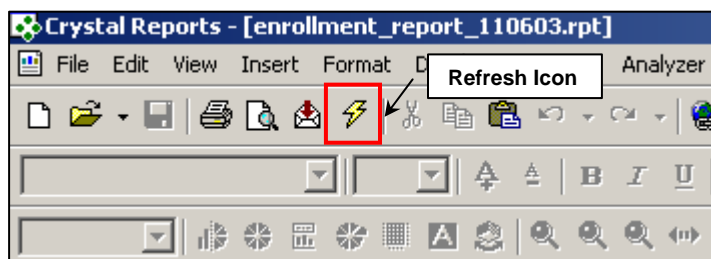 Crystal Reports - [enrollment_report_110603.rpt]
File Edit View Insert Format D Analyzer
Refresh Icon
A A B I U
A